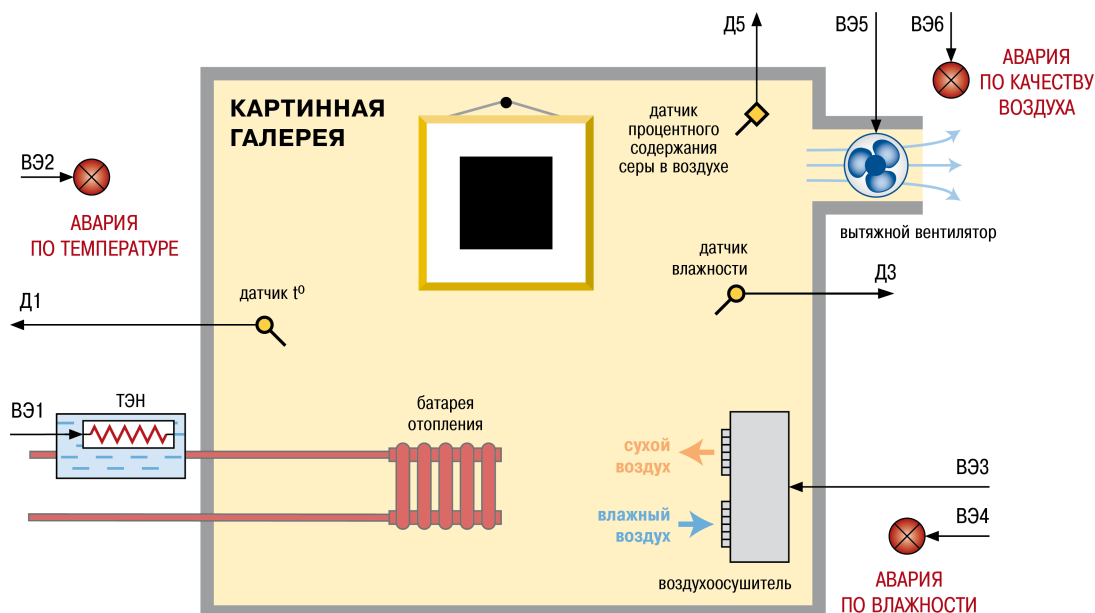 КАРТИННАЯ
ГАЛЕРЕЯ
Д5
ВЭ5
ВЭ6
АВАРИЯ
ПО КАЧЕСТВУ
ВОЗДУХА
датчик
процентного
содержания
серы в воздухе
вытяжной вентилятор
ВЭ2
АВАРИЯ
ПО ТЕМПЕРАТУРЕ
датчик
влажности
Д3
Д1
датчик tº
ВЭ1
ТЭН
батарея
отопления
сухой
воздух
влажный
воздух
ВЭ3
ВЭ4
воздухоосушитель
АВАРИЯ
ПО ВЛАЖНОСТИ